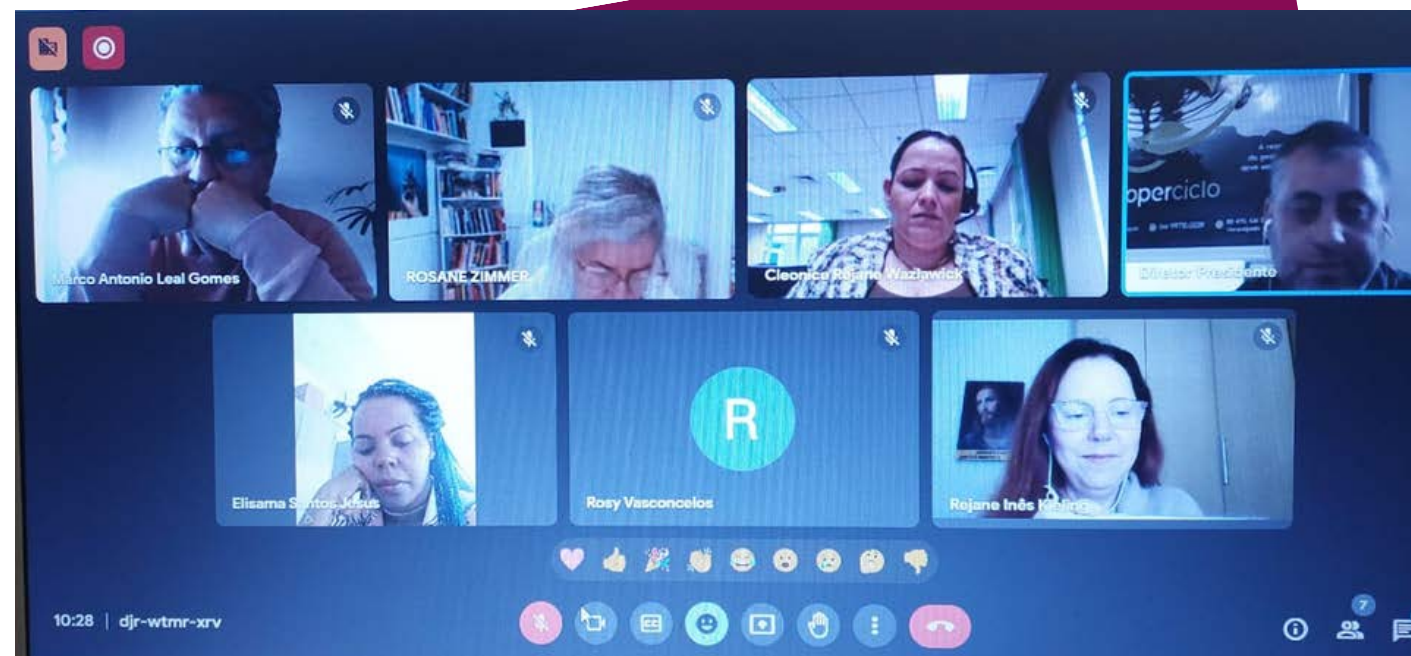 Marco Antonio Leal Gomes
ROSANE ZIMMER
Cleonice Rejane Wazlawick
operciclo
Diretor Presidente
Elisama Santos Jesus
R
Rosy Vasconcelos
Rejane Inês
CC
10:28 | djr-wtmr-xrv
7